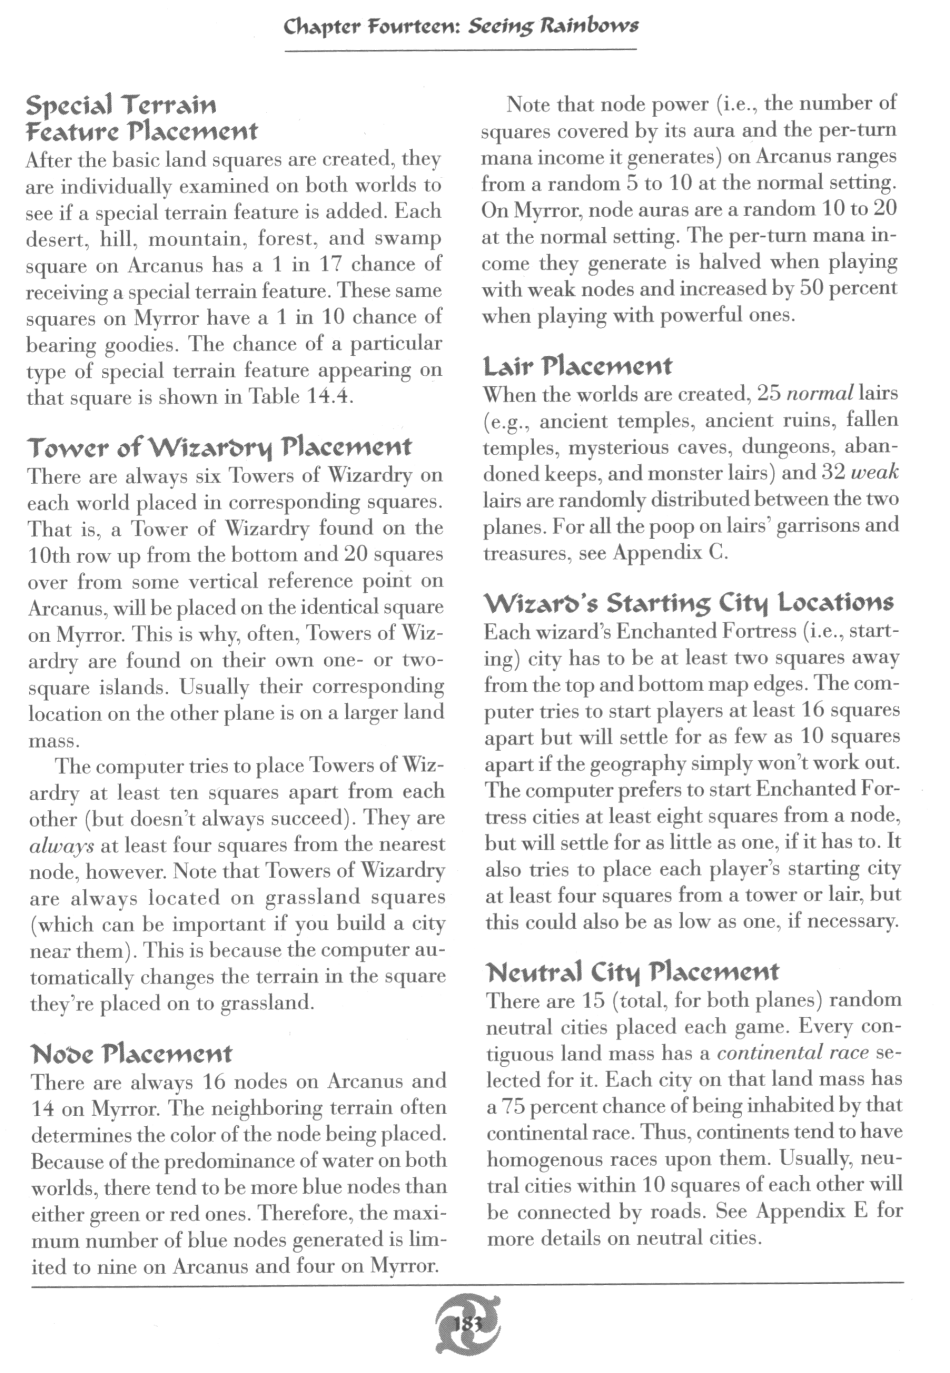 Chapter Fourteen: Seeing Rainbows
Special Terrain
Feature Placement
After the basic land squares are created, they
are individually examined on both worlds to
see if a special terrain feature is added. Each
desert, hill, mountain, forest, and swamp
square on Arcanus has a 1 in 17 chance of
receiving a special terrain feature. These same
squares on Myrror have a 1 in 10 chance of
bearing goodies. The chance of a particular
type of special terrain feature appearing on
that square is shown in Table 14.4.
Tower of Wizardry Placement
There are always six Towers of Wizardry on
each world placed in corresponding squares.
That is, a Tower of Wizardry found on the
10th row up from the bottom and 20 squares
over from some vertical reference point on
Arcanus, will be placed on the identical square
on Myrror. This is why, often, Towers of Wiz-
ardry are found on their own one- or two-
square islands. Usually their corresponding
location on the other plane is on a larger land
mass.
The computer tries to place Towers of Wiz-
ardry at least ten squares apart from each
other (but doesn't always succeed). They are
always at least four squares from the nearest
node, however. Note that Towers of Wizardry
are always located on grassland squares
(which can be important if you build a city
near them). This is because the computer au-
tomatically changes the terrain in the square
they're placed on to grassland.
Node Placement
There are always 16 nodes on Arcanus and
14 on Myrror. The neighboring terrain often
determines the color of the node being placed.
Because of the predominance of water on both
worlds, there tend to be more blue nodes than
either green or red ones. Therefore, the maxi-
mum number of blue nodes generated is lim-
ited to nine on Arcanus and four on Myrror.
Note that node power (i.e., the number of
squares covered by its aura and the per-turn
mana income it generates) on Arcanus ranges
from a random 5 to 10 at the normal setting.
On Myrror, node auras are a random 10 to 20
at the normal setting. The per-turn mana in-
come they generate is halved when playing
with weak nodes and increased by 50 percent
when playing with powerful ones.
Lair Placement
When the worlds are created, 25 normal lairs
(e.g., ancient temples, ancient ruins, fallen
temples, mysterious caves, dungeons, aban-
doned keeps, and monster lairs) and 32 weak
lairs are randomly distributed between the two
planes. For all the poop on lairs' garrisons and
treasures, see Appendix C.
Wizard's Starting City Locations
Each wizard's Enchanted Fortress (i.e., start-
ing) city has to be at least two squares away
from the top and bottom map edges. The com-
puter tries to start players at least 16 squares
apart but will settle for as few as 10 squares
apart if the geography simply won't work out.
The computer prefers to start Enchanted For-
tress cities at least eight squares from a node,
but will settle for as little as one, if it has to. It
also tries to place each player's starting city
at least four squares from a tower or lair, but
this could also be as low as one, if necessary.
Neutral City Placement
There are 15 (total, for both planes) random
neutral cities placed each game. Every con-
tiguous land mass has a continental race se-
lected for it. Each city on that land mass has
a 75 percent chance of being inhabited by that
continental race. Thus, continents tend to have
homogenous races upon them. Usually, neu-
tral cities within 10 squares of each other will
be connected by roads. See Appendix E for
more details on neutral cities.
183